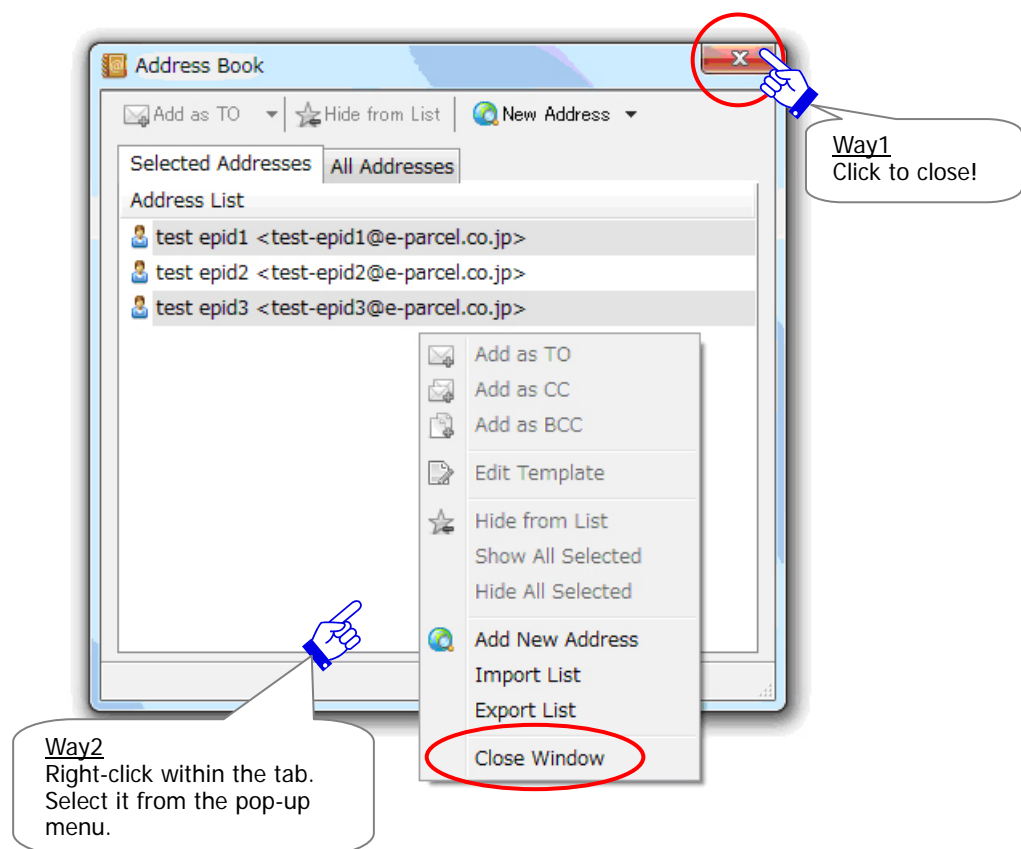 Address Book
X
Add as TO
Hide from List
New Address
Way1
Click to close!
Selected Addresses
All Addresses
Address List
test epid1 <test-epid1@e-parcel.co.jp>
test epid2 <test-epid2@e-parcel.co.jp>
test epid3 <test-epid3@e-parcel.co.jp>
Add as TO
Add as CC
Add as BCC
Edit Template
Hide from List
Show All Selected
Hide All Selected
Add New Address
Import List
Export List
Close Window
Way2
Right-click within the tab.
Select it from the pop-up
menu.